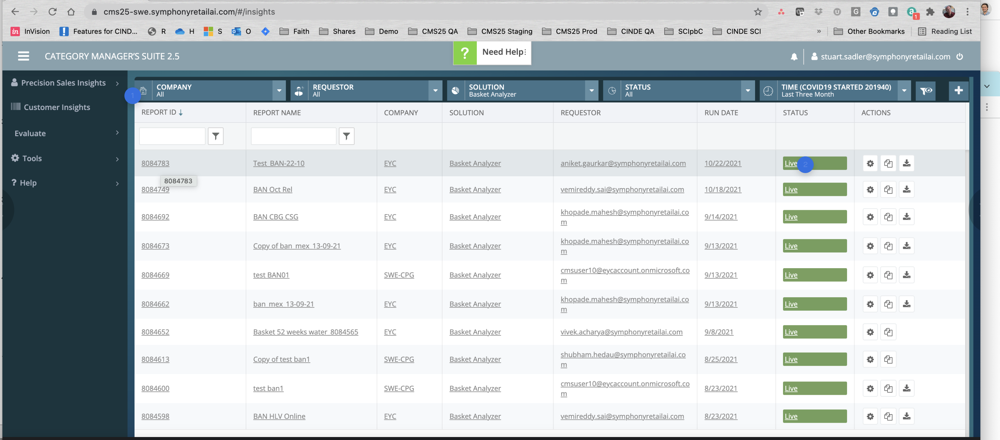 cms25-swe.symphonyretailai.com/#/insights
1
InVision
Features for CIND...
R
H
S
O
Faith
Shares
Demo
CMS25 QA
CMS25 Staging
CMS25 Prod
CINDE QA
SCIpbC
CINDE SCI
»
Other Bookmarks
Reading List
CATEGORY MANAGER'S SUITE 2.5
? Need Help
stuart.sadler@symphonyretailai.com
Precision Sales Insights
Customer Insights
Evaluate
Tools
? Help
1
COMPANY
All
REQUESTOR
All
SOLUTION
Basket Analyzer
STATUS
All
TIME (COVID19 STARTED 201940)
Last Three Month
REPORT ID REPORT NAME COMPANY SOLUTION REQUESTOR RUN DATE STATUS ACTIONS
8084783 Test_BAN-22-10 EYC Basket Analyzer aniket.gaurkar@symphonyretailai.com 10/22/2021 Live 2
8084783
8084749 BAN Oct Rel EYC Basket Analyzer vemireddy.sai@symphonyretailai.com 10/18/2021 Live
8084692 BAN CBG CSG EYC Basket Analyzer khopade.mahesh@symphonyretailai.co 9/14/2021 Live
m
8084673 Copy of ban_mex_13-09-21 EYC Basket Analyzer khopade.mahesh@symphonyretailai.co 9/13/2021 Live
m
8084669 test BAN01 SWE-CPG Basket Analyzer cmsuser10@eycaccount.onmicrosoft.co 9/13/2021 Live
m
8084662 ban_mex_13-09-21 EYC Basket Analyzer khopade.mahesh@symphonyretailai.co 9/13/2021 Live
m
8084652 Basket 52 weeks water_8084565 EYC Basket Analyzer vivek.acharya@symphonyretailai.com 9/8/2021 Live
8084613 Copy of test ban1 SWE-CPG Basket Analyzer shubham.hedau@symphonyretailai.co 8/25/2021 Live
m
8084600 test ban1 SWE-CPG Basket Analyzer cmsuser10@eycaccount.onmicrosoft.co 8/23/2021 Live
m
8084598 BAN HLV Online EYC Basket Analyzer vemireddy.sai@symphonyretailai.com 8/23/2021 Live